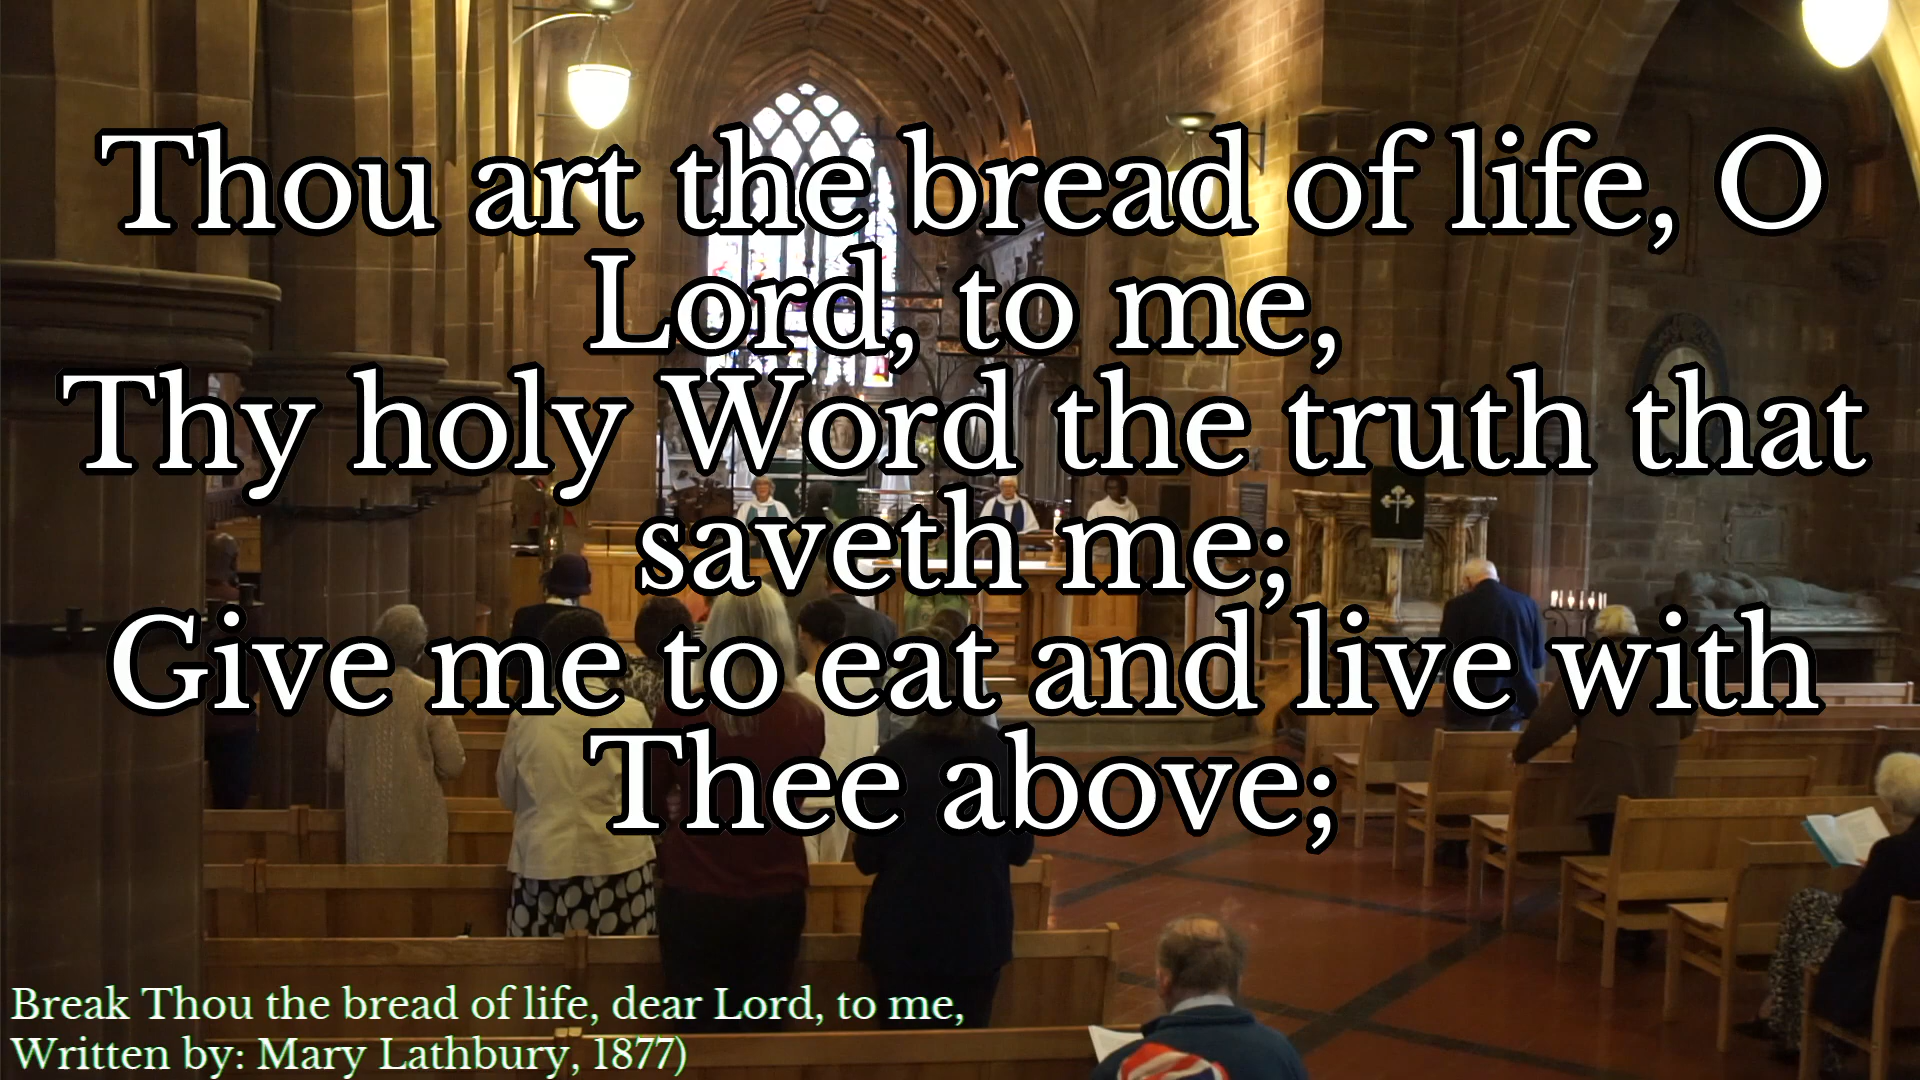 Thou art the bread of life, O
Lord, to me,
Thy holy Word the truth that
saveth me;
Give me to eat and live with
Thee above;
Break Thou the bread of life, dear Lord, to me,
Written by: Mary Lathbury, 1877)